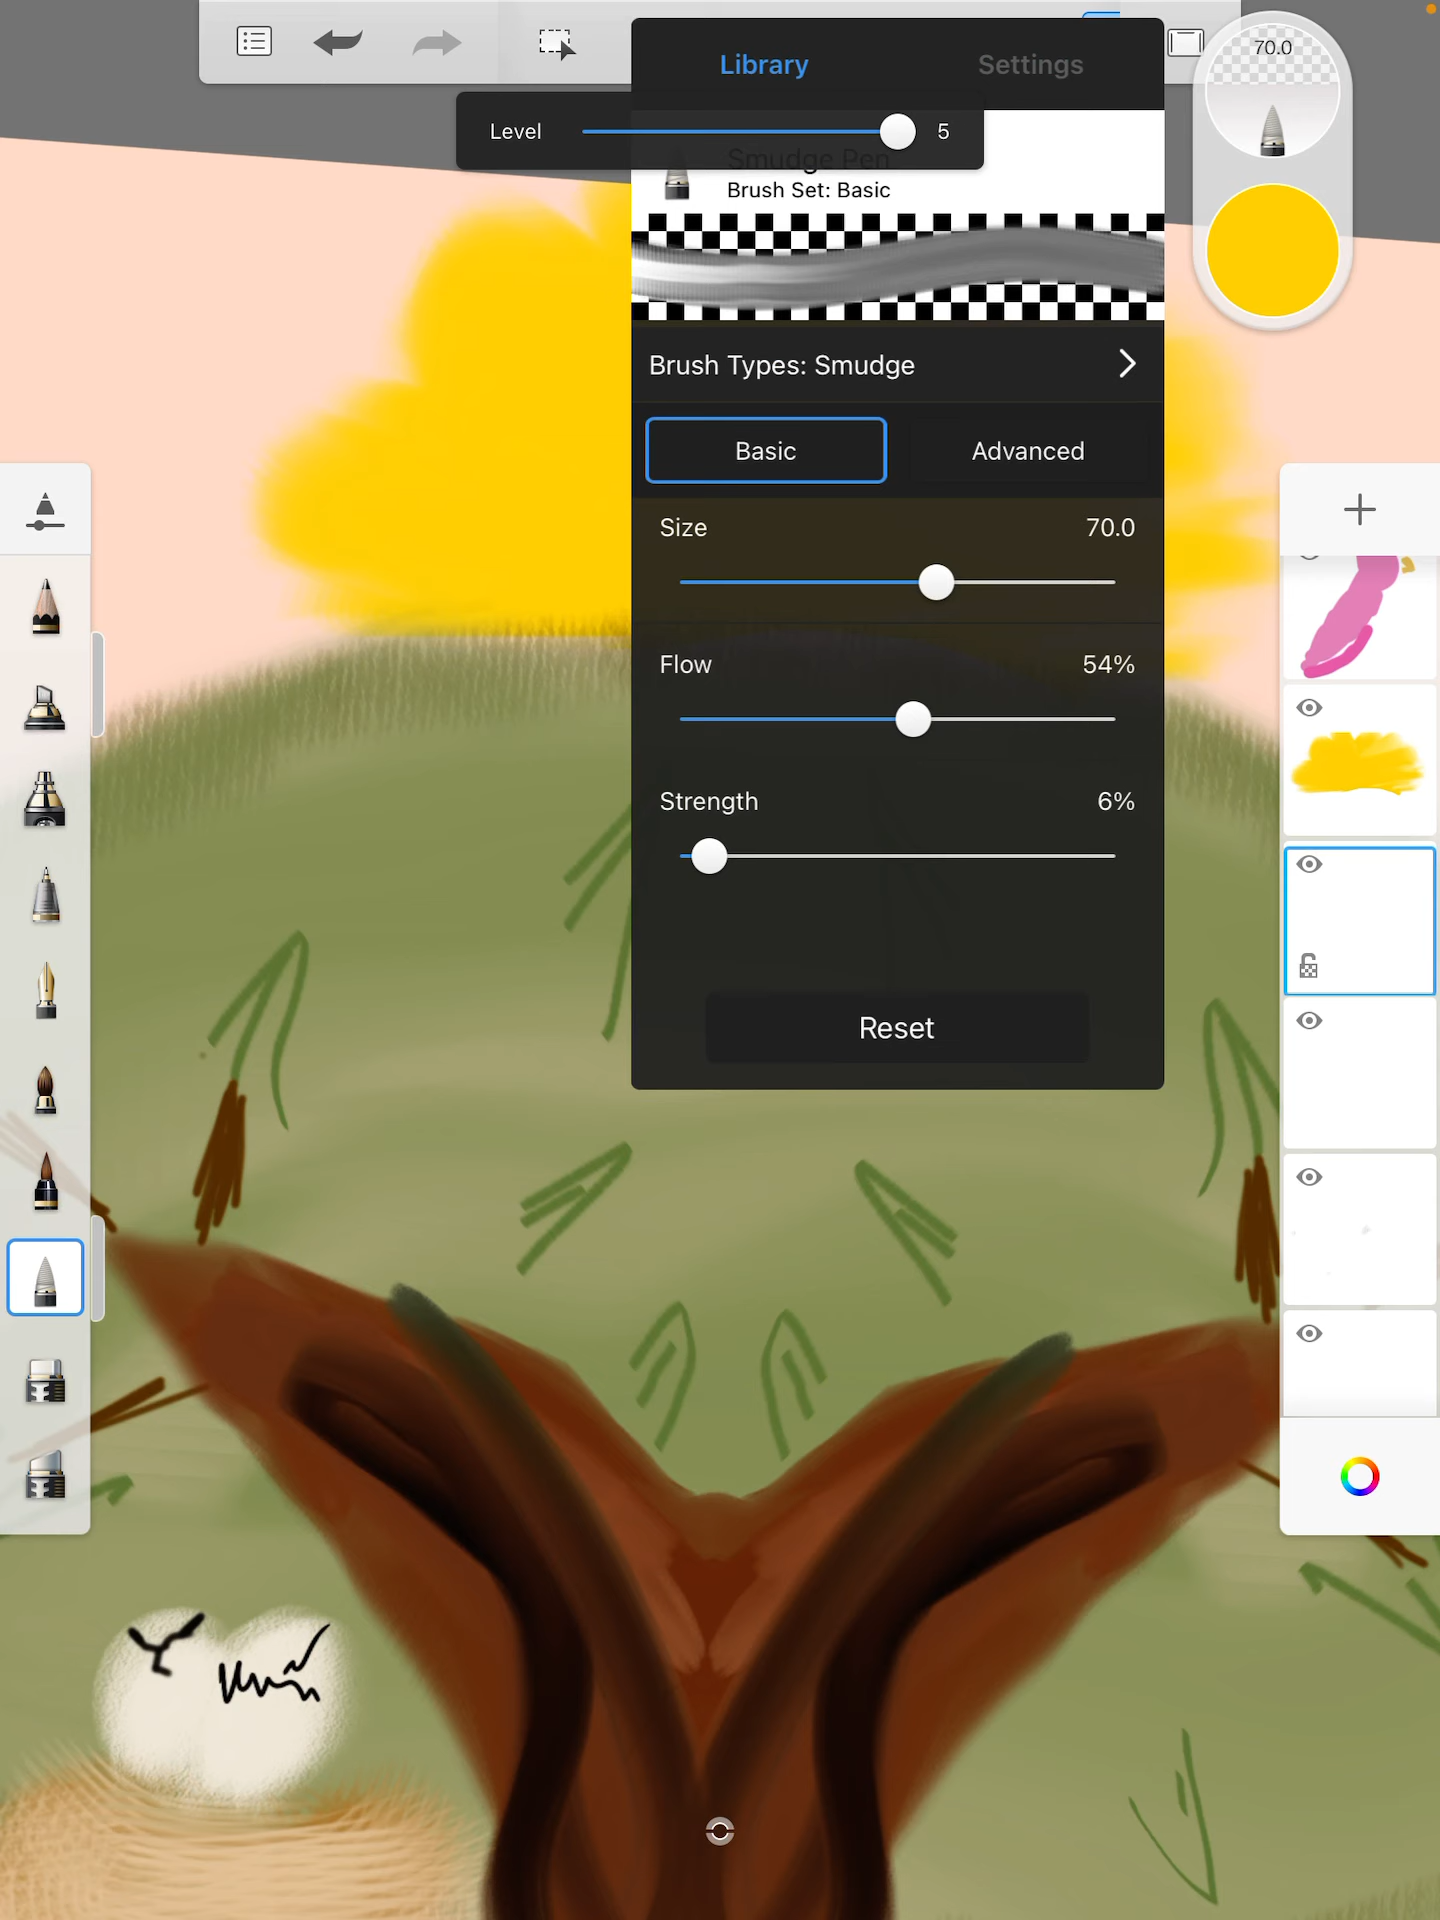 Library Settings
70.0
Level 5
Smudge Pen
Brush Set: Basic
Brush Types: Smudge
Basic Advanced
Size 70.0
Flow 54%
Strength 6%
Reset